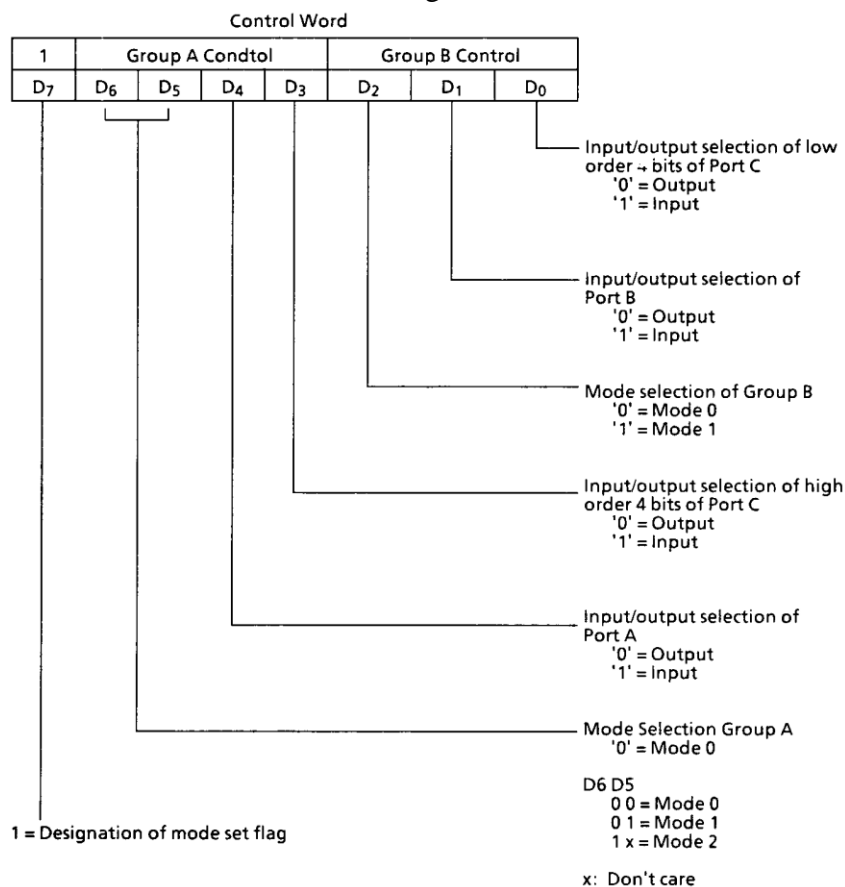 Control Word
1 Group A Condtol Group B Control
D7 D6 D5 D4 D3 D2 D1 D0
Input/output selection of low
order bits of Port C
'0' = Output
'1' = Input
Input/output selection of
Port B
'0' = Output
'1' = Input
Mode selection of Group B
'0' = Mode 0
'1' = Mode 1
Input/output selection of high
order 4 bits of Port C
'0' = Output
'1' = Input
Input/output selection of
Port A
'0' = Output
'1' = Input
Mode Selection Group A
'0' = Mode 0
D6 D5
0 0 = Mode 0
0 1 = Mode 1
1 x = Mode 2
1 = Designation of mode set flag
x: Don't care